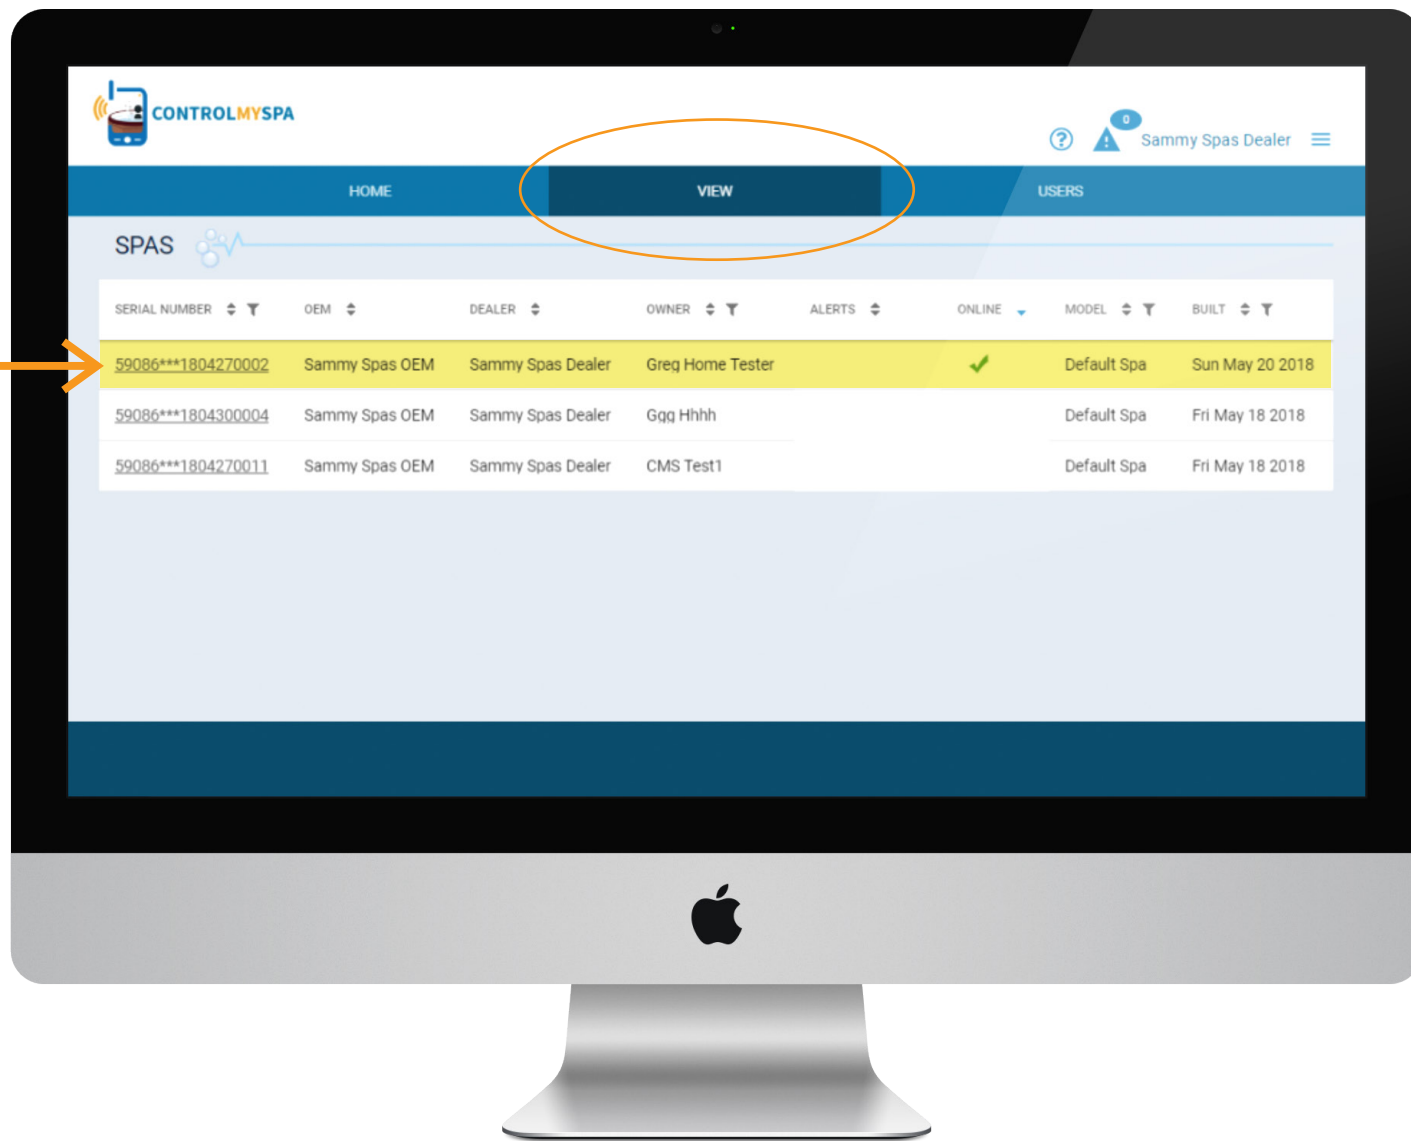 CONTROLMYSPA
0
Sammy Spas Dealer
HOME VIEW USERS
SPAS
SERIAL NUMBER OEM DEALER OWNER ALERTS ONLINE MODEL BUILT
59086***1804270002 Sammy Spas OEM Sammy Spas Dealer Greg Home Tester Default Spa Sun May 20 2018
59086***1804300004 Sammy Spas OEM Sammy Spas Dealer Ggg Hhhh Default Spa Fri May 18 2018
59086***1804270011 Sammy Spas OEM Sammy Spas Dealer CMS Test1 Default Spa Fri May 18 2018